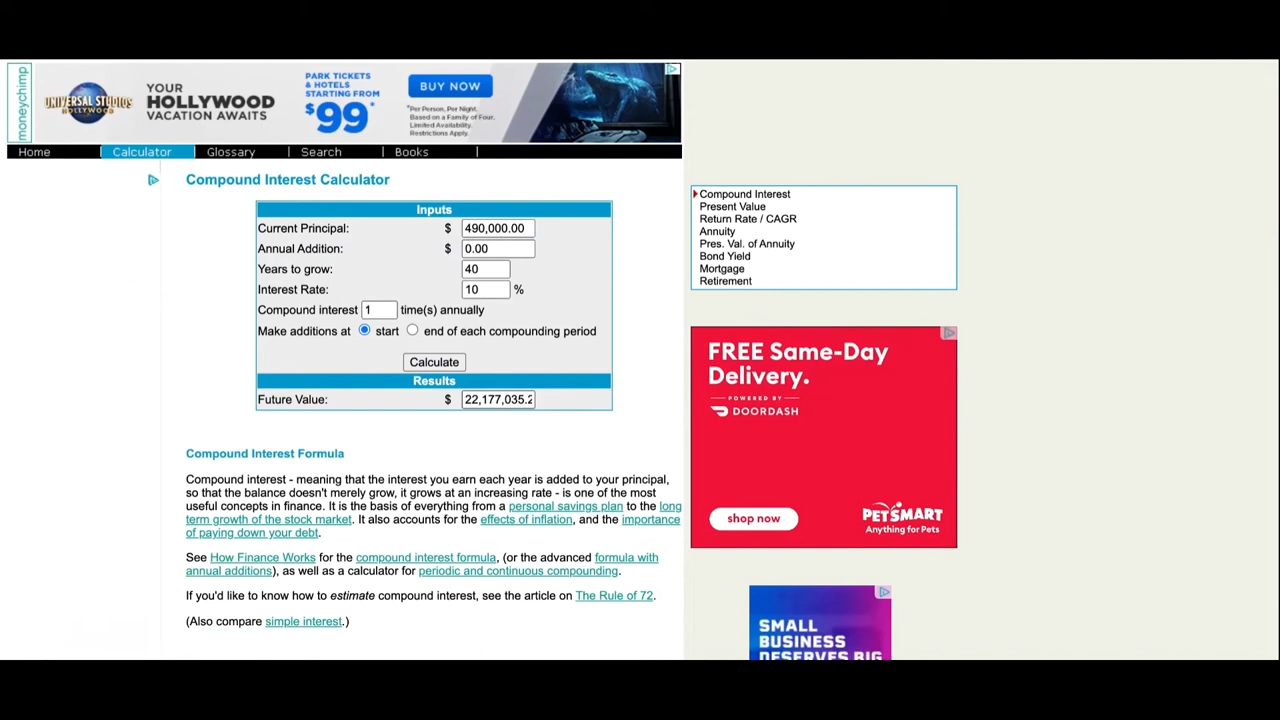 moneychimp
UNIVERSAL STUDIOS
HOLLYWOOD
YOUR
HOLLYWOOD
VACATION AWAITS
PARK TICKETS
& HOTELS
STARTING FROM
$99*
BUY NOW
*Per Person, Per Night.
Based on a Family of Four.
Limited Availability.
Restrictions Apply.
Home Calculator Glossary Search Books
Compound Interest Calculator
Inputs
Current Principal: $ 490,000.00
Annual Addition: $ 0.00
Years to grow: 40
Interest Rate: 10 %
Compound interest 1 time(s) annually
Make additions at start end of each compounding period
Calculate
Results
Future Value: $ 22,177,035.2
Compound Interest Formula
Compound interest - meaning that the interest you earn each year is added to your principal,
so that the balance doesn't merely grow, it grows at an increasing rate - is one of the most
useful concepts in finance. It is the basis of everything from a personal savings plan to the long
term growth of the stock market. It also accounts for the effects of inflation, and the importance
of paying down your debt.
See How Finance Works for the compound interest formula, (or the advanced formula with
annual additions), as well as a calculator for periodic and continuous compounding.
If you'd like to know how to estimate compound interest, see the article on The Rule of 72.
(Also compare simple interest.)
Compound Interest
Present Value
Return Rate / CAGR
Annuity
Pres. Val. of Annuity
Bond Yield
Mortgage
Retirement
FREE Same-Day
Delivery.
POWERED BY
DOORDASH
shop now
PETSMART
Anything for Pets
SMALL
BUSINESS
DESERVES BIG